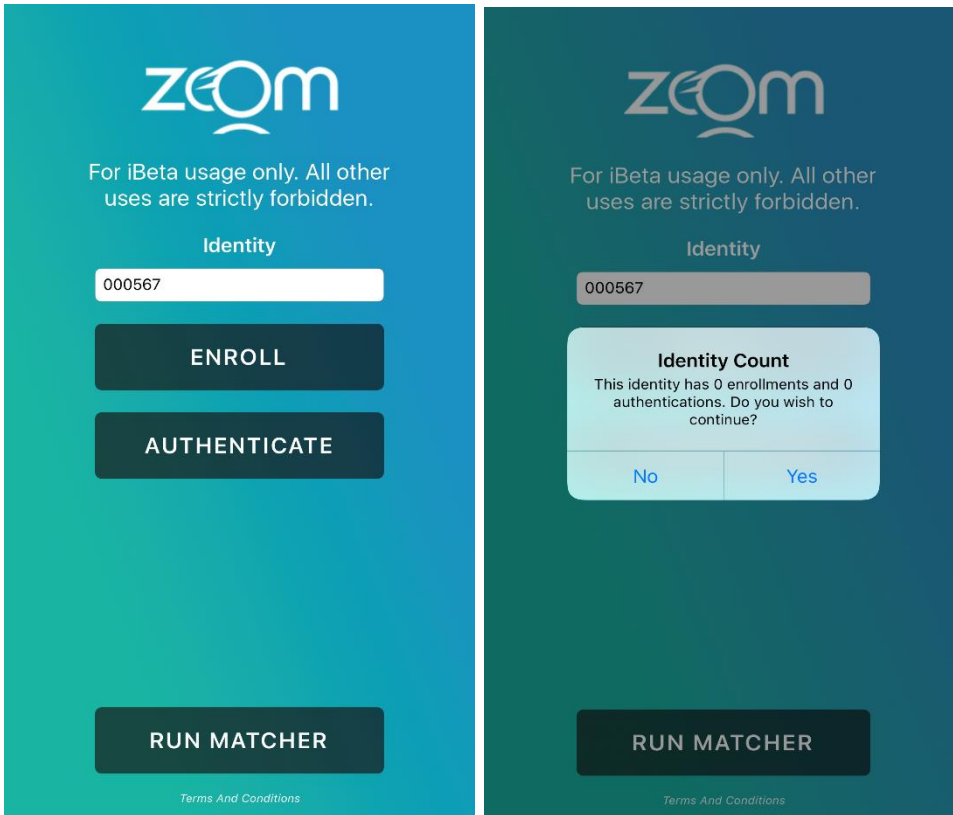 ZOOM
For iBeta usage only. All other
uses are strictly forbidden.
Identity
000567
ENROLL
AUTHENTICATE
RUN MATCHER
Terms And Conditions
ZOOM
For iBeta usage only. All other
uses are strictly forbidden.
Identity
000567
Identity Count
This identity has 0 enrollments and 0
authentications. Do you wish to
continue?
No
Yes
RUN MATCHER
Terms And Conditions